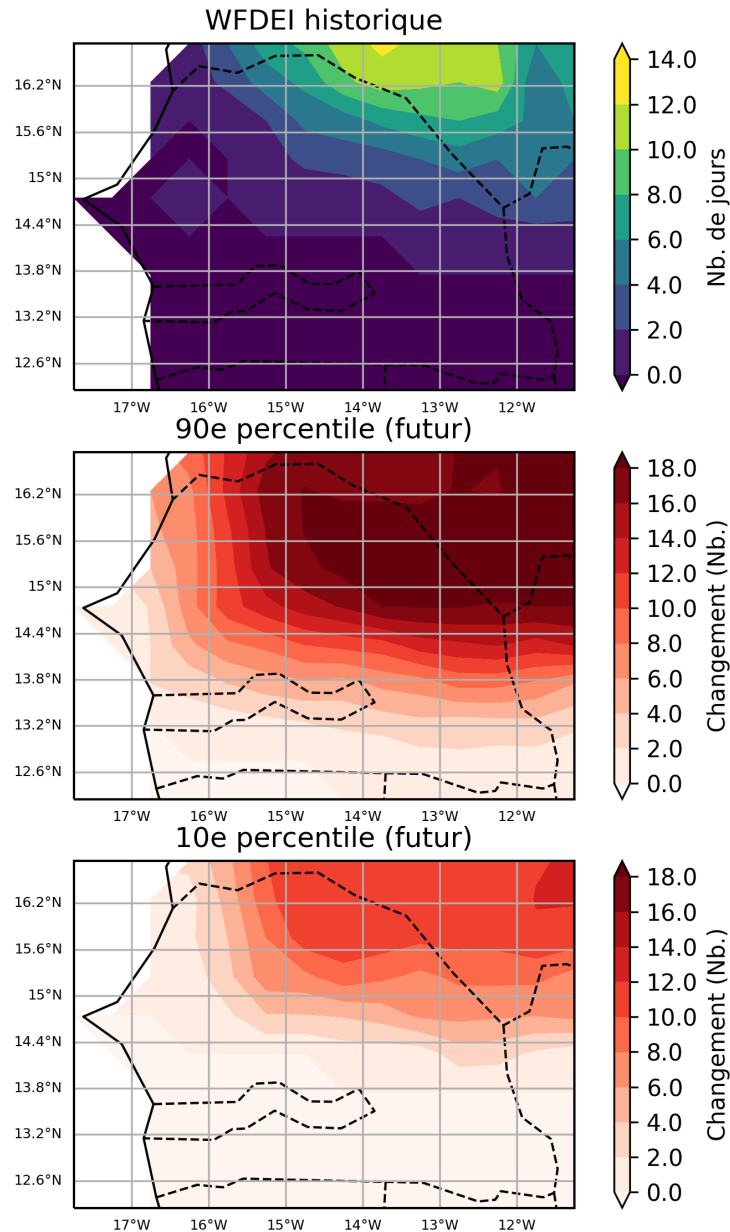 WFDEI historique
16.2°N
15.6°N
15°N
14.4°N
13.8°N
13.2°N
12.6°N
17°W
16°W
15°W
14°W
13°W
12°W
14.0
12.0
10.0
8.0
6.0
4.0
2.0
0.0
Nb. de jours
90e percentile (futur)
16.2°N
15.6°N
15°N
14.4°N
13.8°N
13.2°N
12.6°N
17°W
16°W
15°W
14°W
13°W
12°W
18.0
16.0
14.0
12.0
10.0
8.0
6.0
4.0
2.0
0.0
Changement (Nb.)
10e percentile (futur)
16.2°N
15.6°N
15°N
14.4°N
13.8°N
13.2°N
12.6°N
17°W
16°W
15°W
14°W
13°W
12°W
18.0
16.0
14.0
12.0
10.0
8.0
6.0
4.0
2.0
0.0
Changement (Nb.)